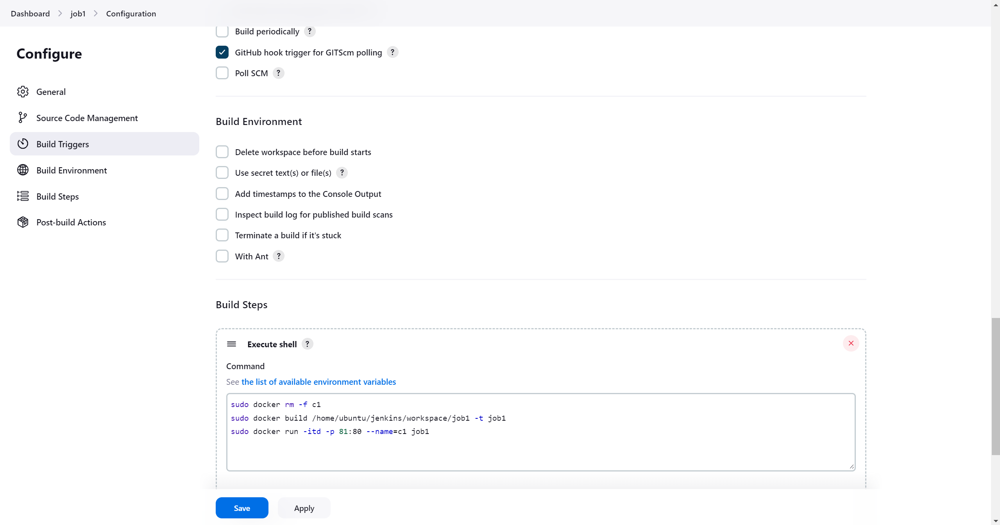 Dashboard > job1 > Configuration
Configure
General
Source Code Management
Build Triggers
Build Environment
Build Steps
Post-build Actions
Build periodically ?
GitHub hook trigger for GITScm polling ?
Poll SCM ?
Build Environment
Delete workspace before build starts
Use secret text(s) or file(s) ?
Add timestamps to the Console Output
Inspect build log for published build scans
Terminate a build if it's stuck
With Ant ?
Build Steps
Execute shell ?
Command
See the list of available environment variables
sudo docker rm -f c1
sudo docker build /home/ubuntu/jenkins/workspace/job1 -t job1
sudo docker run -itd -p 81:80 --name=c1 job1
Save
Apply